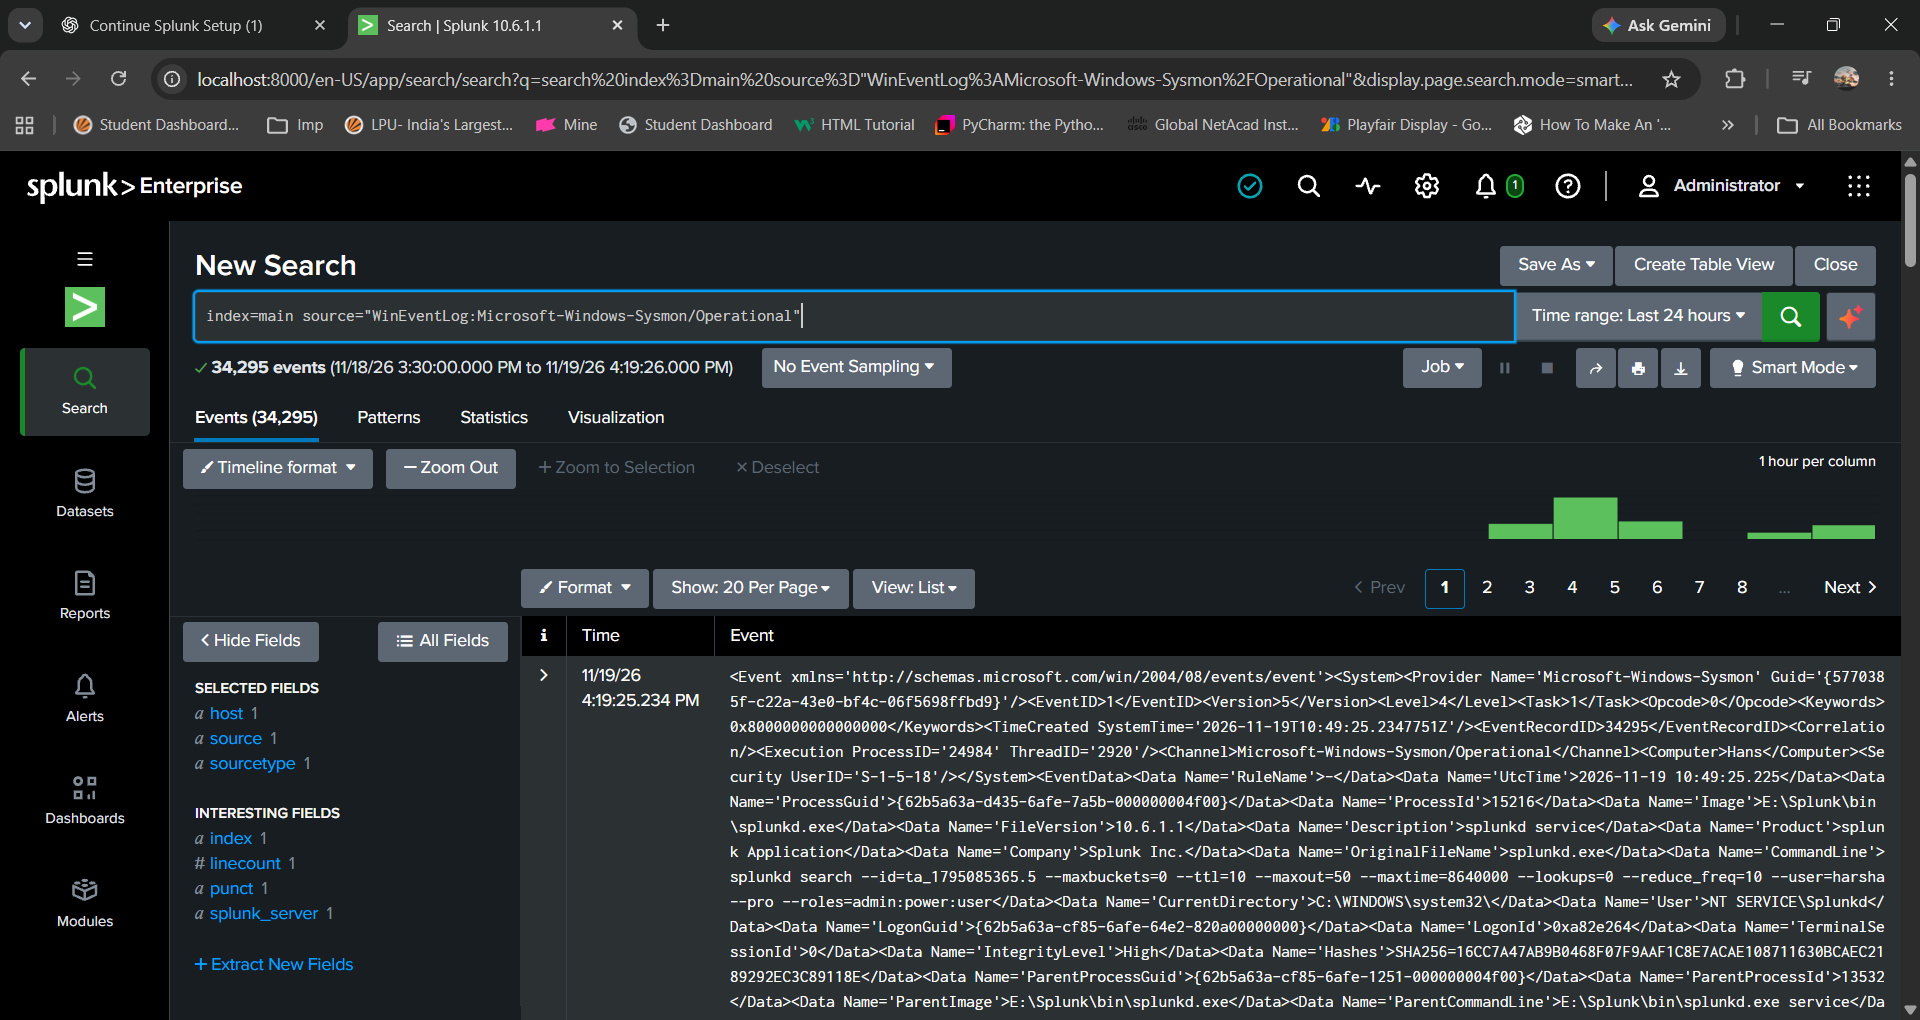 Continue Splunk Setup (1)
Search | Splunk 10.6.1.1
Ask Gemini
localhost:8000/en-US/app/search/search?q=search%20index%3Dmain%20source%3D"WinEventLog%3AMicrosoft-Windows-Sysmon%2FOperational"&display.page.search.mode=smart...
Student Dashboard...
Imp
LPU- India's Largest...
Mine
Student Dashboard
HTML Tutorial
PyCharm: the Pytho...
Global NetAcad Inst...
Playfair Display - Go...
How To Make An '...
All Bookmarks
splunk>Enterprise
1
Administrator
New Search
Save As
Create Table View
Close
index=main source="WinEventLog:Microsoft-Windows-Sysmon/Operational"
Time range: Last 24 hours
34,295 events (11/18/26 3:30:00.000 PM to 11/19/26 4:19:26.000 PM)
No Event Sampling
Job
Smart Mode
Search
Datasets
Reports
Alerts
Dashboards
Modules
Events (34,295)
Patterns
Statistics
Visualization
Timeline format
— Zoom Out
+ Zoom to Selection
× Deselect
1 hour per column
Format
Show: 20 Per Page
View: List
< Prev
1
2
3
4
5
6
7
8
...
Next >
< Hide Fields
All Fields
SELECTED FIELDS
a host 1
a source 1
a sourcetype 1
INTERESTING FIELDS
a index 1
# linecount 1
a punct 1
a splunk_server 1
+ Extract New Fields
i
Time
Event
>
11/19/26
4:19:25.234 PM
<Event xmlns='http://schemas.microsoft.com/win/2004/08/events/event'><System><Provider Name='Microsoft-Windows-Sysmon' Guid='{577038
5f-c22a-43e0-bf4c-06f5698ffbd9}'/><EventID>1</EventID><Version>5</Version><Level>4</Level><Task>1</Task><Opcode>0</Opcode><Keywords>
0x8000000000000000</Keywords><TimeCreated SystemTime='2026-11-19T10:49:25.2347751Z'/><EventRecordID>34295</EventRecordID><Correlatio
n/><Execution ProcessID='24984' ThreadID='2920'/><Channel>Microsoft-Windows-Sysmon/Operational</Channel><Computer>Hans</Computer><Se
curity UserID='S-1-5-18'/></System><EventData><Data Name='RuleName'>-</Data><Data Name='UtcTime'>2026-11-19 10:49:25.225</Data><Data
Name='ProcessGuid'>{62b5a63a-d435-6afe-7a5b-000000004f00}</Data><Data Name='ProcessId'>15216</Data><Data Name='Image'>E:\Splunk\bin
\splunkd.exe</Data><Data Name='FileVersion'>10.6.1.1</Data><Data Name='Description'>splunkd service</Data><Data Name='Product'>splun
k Application</Data><Data Name='Company'>Splunk Inc.</Data><Data Name='OriginalFileName'>splunkd.exe</Data><Data Name='CommandLine'>
splunkd search --id=ta_1795085365.5 --maxbuckets=0 --ttl=10 --maxout=50 --maxtime=8640000 --lookups=0 --reduce_freq=10 --user=harsha
--pro --roles=admin:power:user</Data><Data Name='CurrentDirectory'>C:\WINDOWS\system32\</Data><Data Name='User'>NT SERVICE\Splunkd</
Data><Data Name='LogonGuid'>{62b5a63a-cf85-6afe-64e2-820a00000000}</Data><Data Name='LogonId'>0xa82e264</Data><Data Name='TerminalSe
ssionId'>0</Data><Data Name='IntegrityLevel'>High</Data><Data Name='Hashes'>SHA256=16CC7A47AB9B0468F07F9AAF1C8E7ACAE108711630BCAEC21
89292EC3C89118E</Data><Data Name='ParentProcessGuid'>{62b5a63a-cf85-6afe-1251-000000004f00}</Data><Data Name='ParentProcessId'>13532
</Data><Data Name='ParentImage'>E:\Splunk\bin\splunkd.exe</Data><Data Name='ParentCommandLine'>E:\Splunk\bin\splunkd.exe service</Da